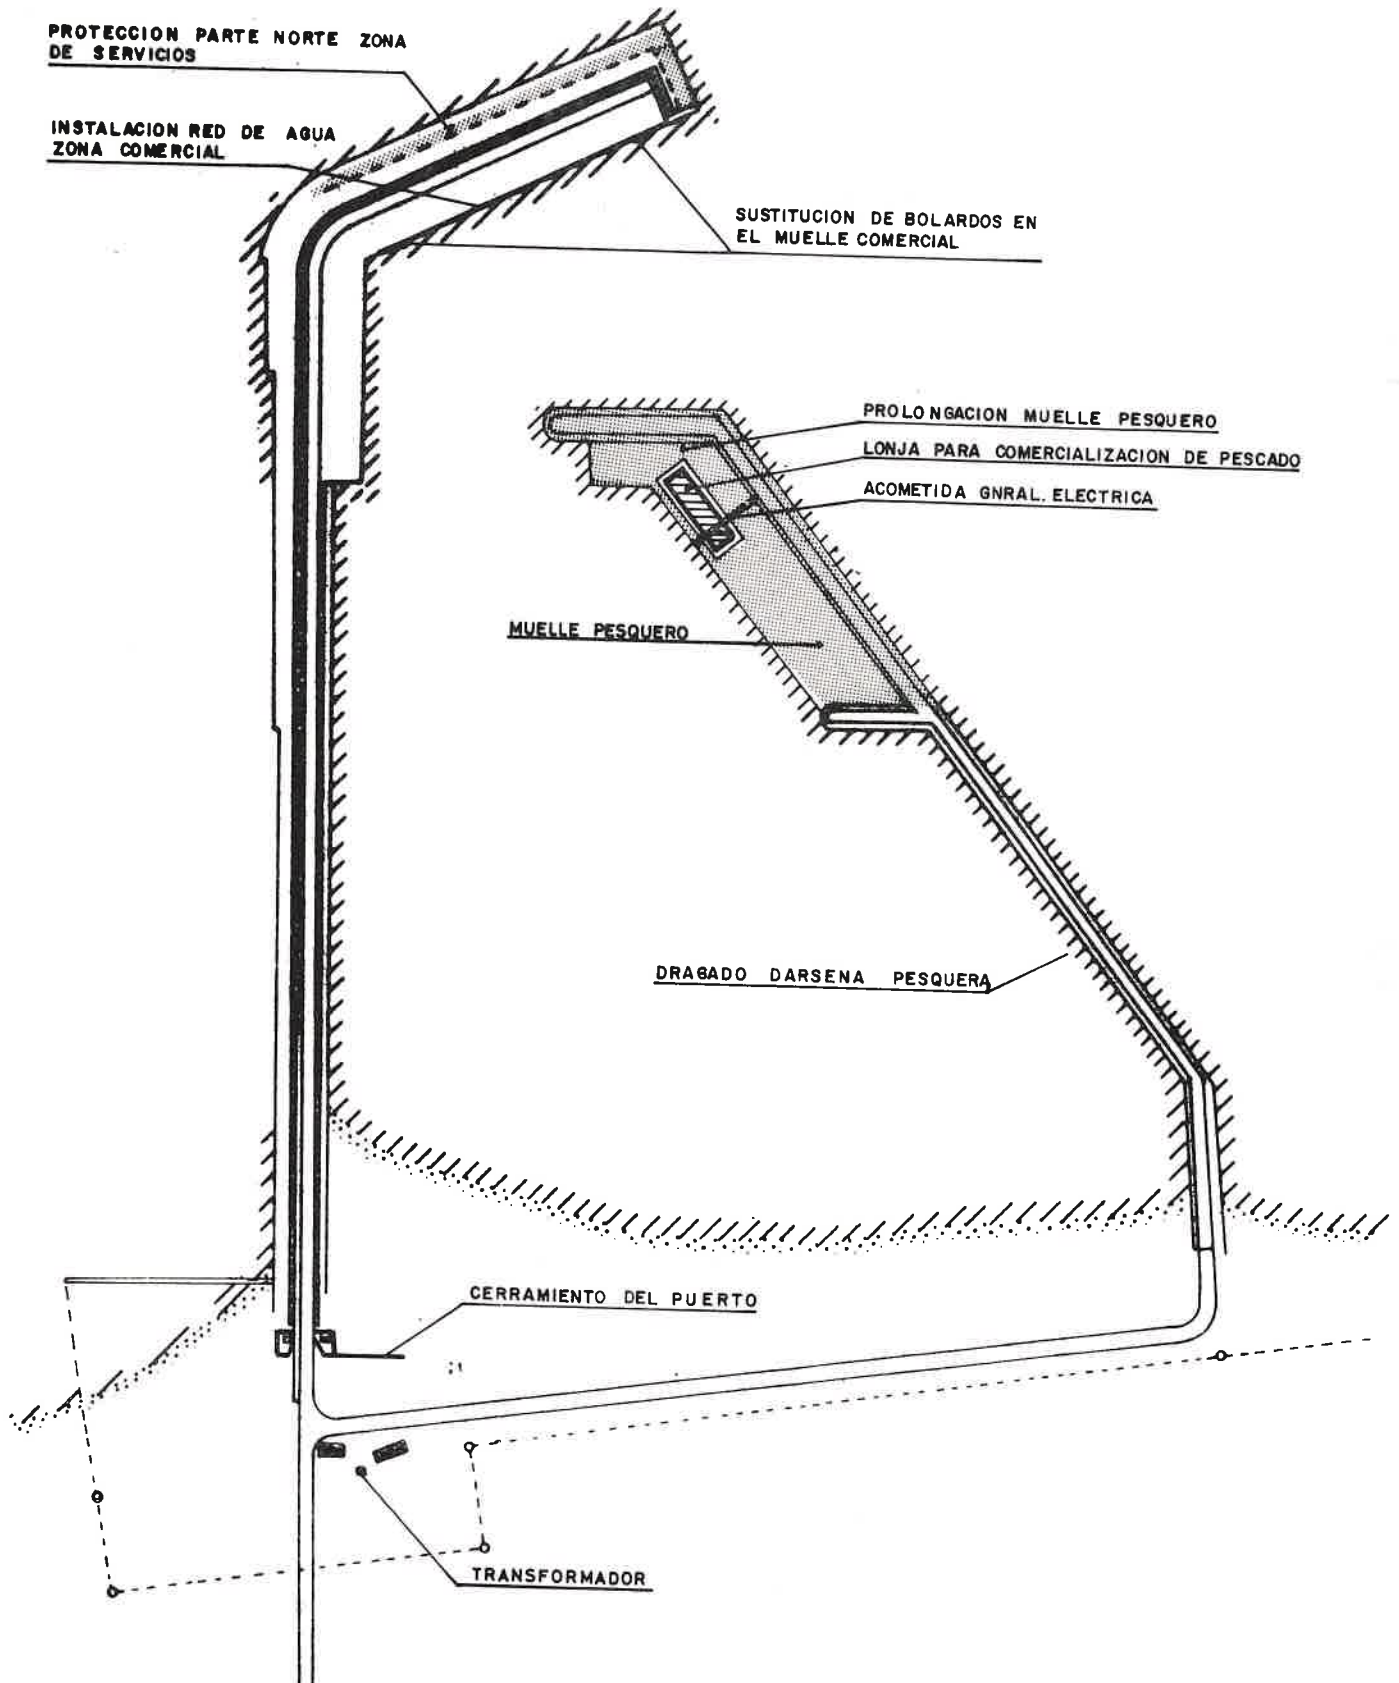 PROTECCION PARTE NORTE ZONA
DE SERVICIOS
INSTALACION RED DE AGUA
ZONA COMERCIAL
SUSTITUCION DE BOLARDOS EN
EL MUELLE COMERCIAL
PROLONGACION MUELLE PESQUERO
LONJA PARA COMERCIALIZACION DE PESCADO
ACOMETIDA GNRAL. ELECTRICA
MUELLE PESQUERO
DRAGADO DARSENA PESQUERA
CERRAMIENTO DEL PUERTO
TRANSFORMADOR